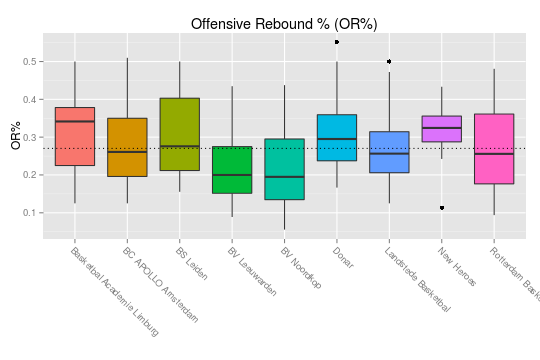 Offensive Rebound % (OR%)
OR%
0.5
0.4
0.3
0.2
0.1
Basketbal Academie Limburg
BC APOLLO Amsterdam
BS Leiden
BV Leeuwarden
BV Noordkop
Donar
Landstede Basketbal
New Heroes
Rotterdam